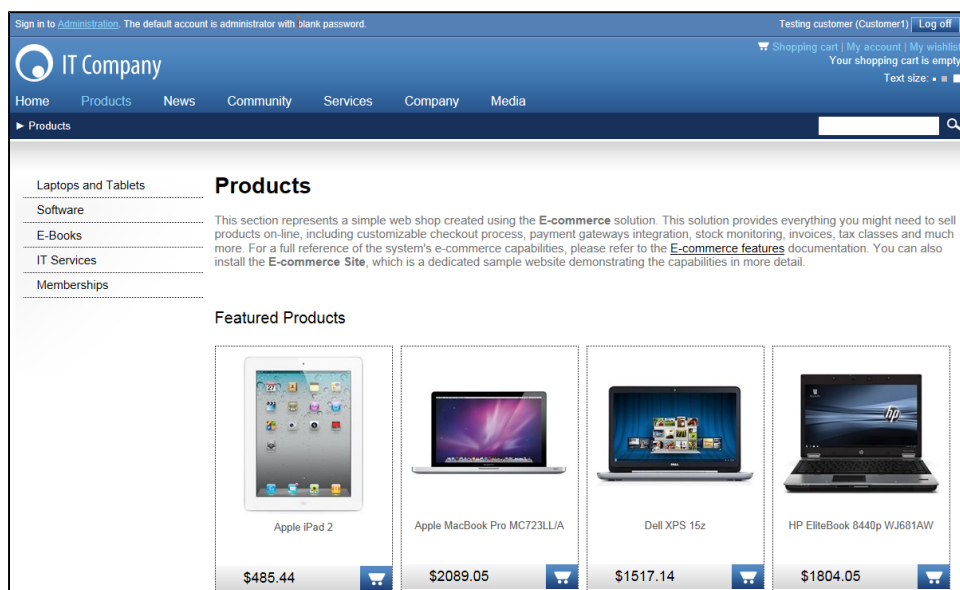 Sign in to Administration. The default account is administrator with blank password.
Testing customer (Customer1) Log off
Shopping cart | My account | My wishlist
Your shopping cart is empty
Text size:
IT Company
Home Products News Community Services Company Media
► Products
Laptops and Tablets
Software
E-Books
IT Services
Memberships
Products
This section represents a simple web shop created using the E-commerce solution. This solution provides everything you might need to sell
products on-line, including customizable checkout process, payment gateways integration, stock monitoring, invoices, tax classes and much
more. For a full reference of the system's e-commerce capabilities, please refer to the E-commerce features documentation. You can also
install the E-commerce Site, which is a dedicated sample website demonstrating the capabilities in more detail.
Featured Products
27
hp
DELL
Apple iPad 2
Apple MacBook Pro MC723LL/A
Dell XPS 15z
HP EliteBook 8440p WJ681AW
$485.44
$2089.05
$1517.14
$1804.05